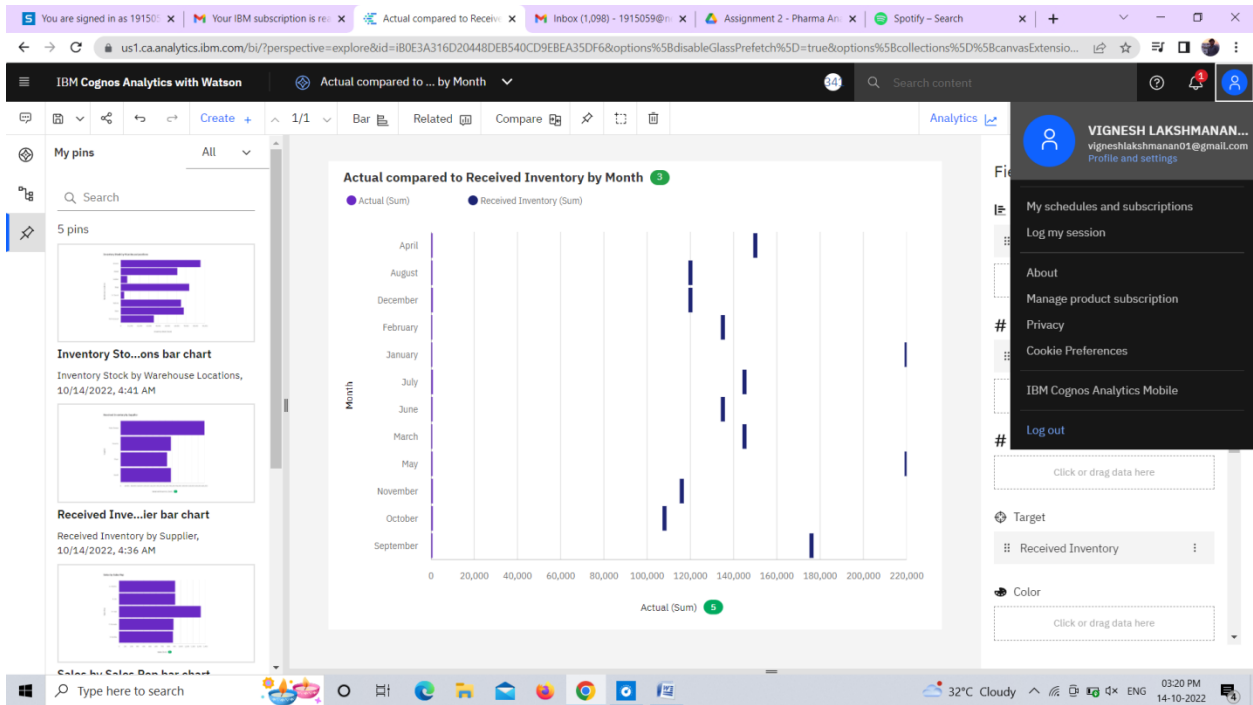 You are signed in as 19150
Your IBM subscription is rea
Actual compared to Receive
Inbox (1,098) - 1915059@n
Assignment 2 - Pharma An
Spotify – Search
us1.ca.analytics.ibm.com/bi/?perspective=explore&id=iB0E3A316D20448DEB540CD9EBEA35DF6&options%5BdisableGlassPrefetch%5D=true&options%5Bcollections%5D%5BcanvasExtensio...
IBM Cognos Analytics with Watson
Actual compared to ... by Month
341
Search content
1
Create +
1/1
Bar
Related
Compare
Analytics
VIGNESH LAKSHMANAN...
vigneshlakshmanan01@gmail.com
Profile and settings
My schedules and subscriptions
Log my session
About
Manage product subscription
Privacy
Cookie Preferences
IBM Cognos Analytics Mobile
Log out
My pins
All
Search
5 pins
Inventory Sto...ons bar chart
Inventory Stock by Warehouse Locations,
10/14/2022, 4:41 AM
Received Inve...ier bar chart
Received Inventory by Supplier,
10/14/2022, 4:36 AM
Sales by Sales Rep bar chart
Actual compared to Received Inventory by Month 3
Actual (Sum)
Received Inventory (Sum)
Month
April
August
December
February
January
July
June
March
May
November
October
September
0 20,000 40,000 60,000 80,000 100,000 120,000 140,000 160,000 180,000 200,000 220,000
Actual (Sum) 5
Fie
#
#
Click or drag data here
Target
Received Inventory
Color
Click or drag data here
Type here to search
32°C Cloudy
ENG
03:20 PM
14-10-2022
4